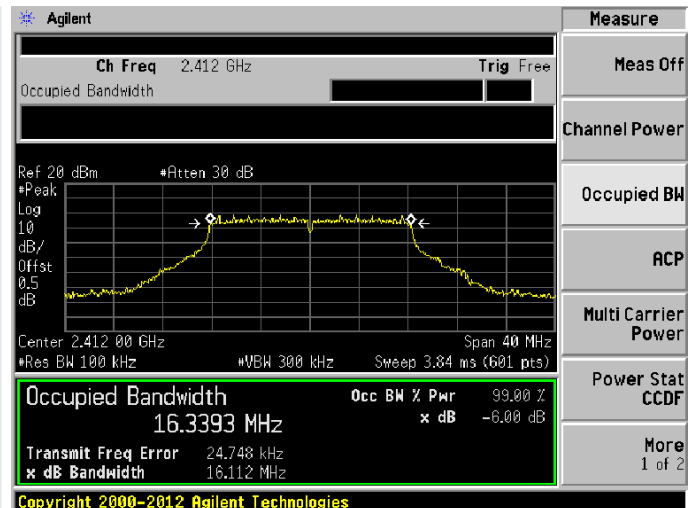 Agilent
Measure
Ch Freq 2.412 GHz Trig Free
Occupied Bandwidth
Meas Off
Channel Power
Occupied BW
ACP
Multi Carrier
Power
Power Stat
CCDF
More
1 of 2
Ref 20 dBm #Atten 30 dB
#Peak
Log
10
dB/
Offst
0.5
dB
Center 2.412 00 GHz Span 40 MHz
#Res BW 100 kHz #VBW 300 kHz Sweep 3.84 ms (601 pts)
Occupied Bandwidth Occ BW % Pwr 99.00 %
16.3393 MHz x dB -6.00 dB
Transmit Freq Error 24.748 kHz
x dB Bandwidth 16.112 MHz
Copyright 2000-2012 Agilent Technologies